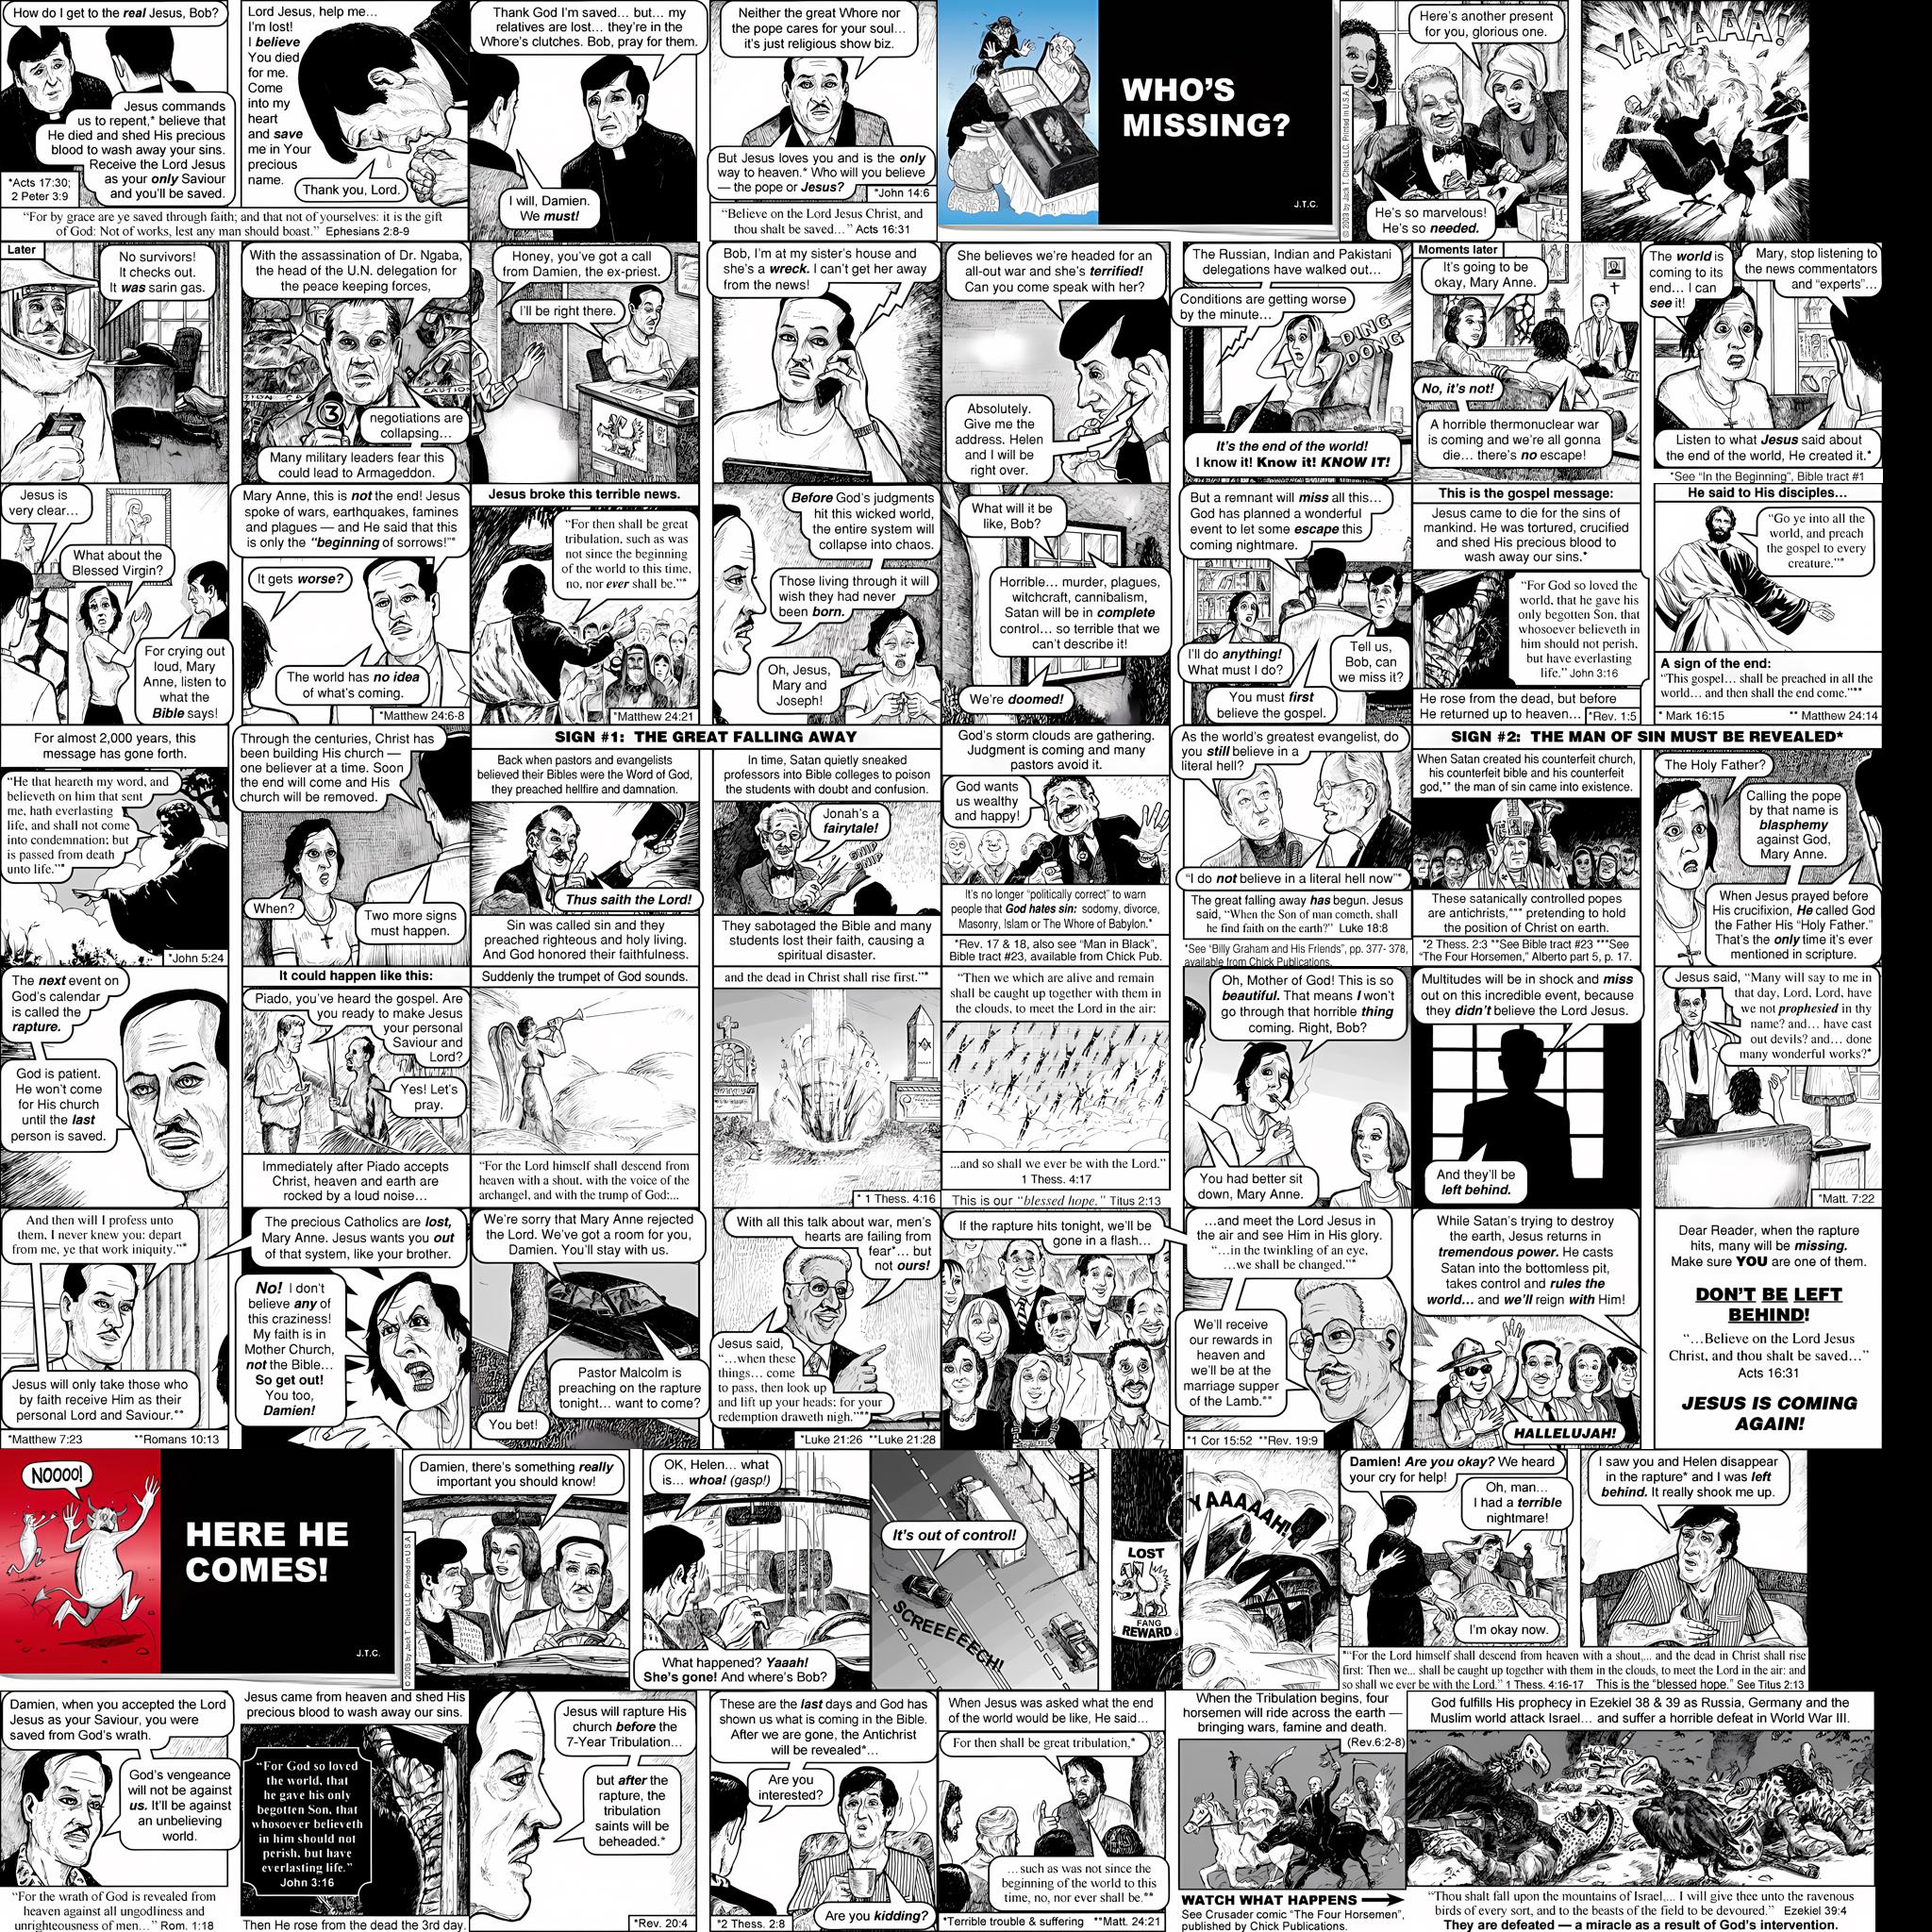 How do I get to the real Jesus, Bob?
Jesus commands
us to repent,* believe that
He died and shed His precious
blood to wash away your sins.
Receive the Lord Jesus
as your only Saviour
and you'll be saved.
*Acts 17:30;
2 Peter 3:9
Lord Jesus, help me...
I'm lost!
I believe
You died
for me.
Come
into my
heart
and save
me in Your
precious
name.
Thank you, Lord.
"For by grace are ye saved through faith; and that not of yourselves: it is the gift
of God: Not of works, lest any man should boast." Ephesians 2:8-9
Thank God I'm saved... but... my
relatives are lost... they're in the
Whore's clutches. Bob, pray for them.
I will, Damien.
We must!
Neither the great Whore nor
the pope cares for your soul...
it's just religious show biz.
But Jesus loves you and is the only
way to heaven.* Who will you believe
— the pope or Jesus?
*John 14:6
"Believe on the Lord Jesus Christ, and
thou shalt be saved..." Acts 16:31
WHO'S
MISSING?
J.T.C.
© 2003 by Jack T. Chick LLC. Printed in U.S.A.
Here's another present
for you, glorious one.
He's so marvelous!
He's so needed.
YAAAAA!
Later
No survivors!
It checks out.
It was sarin gas.
With the assassination of Dr. Ngaba,
the head of the U.N. delegation for
the peace keeping forces,
3
CAUTION
negotiations are
collapsing...
Many military leaders fear this
could lead to Armageddon.
Honey, you've got a call
from Damien, the ex-priest.
I'll be right there.
Bob, I'm at my sister's house and
she's a wreck. I can't get her away
from the news!
She believes we're headed for an
all-out war and she's terrified!
Can you come speak with her?
Absolutely.
Give me the
address. Helen
and I will be
right over.
The Russian, Indian and Pakistani
delegations have walked out...
Conditions are getting worse
by the minute...
DING
DONG
It's the end of the world!
I know it! Know it! KNOW IT!
Moments later
It's going to be
okay, Mary Anne.
No, it's not!
A horrible thermonuclear war
is coming and we're all gonna
die... there's no escape!
The world is
coming to its
end... I can
see it!
Mary, stop listening to
the news commentators
and "experts"...
Listen to what Jesus said about
the end of the world, He created it.*
*See "In the Beginning", Bible tract #1
Jesus is
very clear...
What about the
Blessed Virgin?
For crying out
loud, Mary
Anne, listen to
what the
Bible says!
Mary Anne, this is not the end! Jesus
spoke of wars, earthquakes, famines
and plagues — and He said that this
is only the "beginning of sorrows!"*
It gets worse?
The world has no idea
of what's coming.
*Matthew 24:6-8
Jesus broke this terrible news.
"For then shall be great
tribulation, such as was
not since the beginning
of the world to this time,
no, nor ever shall be."*
*Matthew 24:21
Before God's judgments
hit this wicked world,
the entire system will
collapse into chaos.
Those living through it will
wish they had never
been born.
Oh, Jesus,
Mary and
Joseph!
What will it be
like, Bob?
Horrible... murder, plagues,
witchcraft, cannibalism,
Satan will be in complete
control... so terrible that we
can't describe it!
We're doomed!
But a remnant will miss all this...
God has planned a wonderful
event to let some escape this
coming nightmare.
I'll do anything!
What must I do?
Tell us,
Bob, can
we miss it?
You must first
believe the gospel.
This is the gospel message:
Jesus came to die for the sins of
mankind. He was tortured, crucified
and shed His precious blood to
wash away our sins.*
"For God so loved the
world, that he gave his
only begotten Son, that
whosoever believeth in
him should not perish,
but have everlasting
life." John 3:16
He rose from the dead, but before
He returned up to heaven...
*Rev. 1:5
He said to His disciples...
"Go ye into all the
world, and preach
the gospel to every
creature."*
A sign of the end:
"This gospel... shall be preached in all the
world... and then shall the end come."**
* Mark 16:15
** Matthew 24:14
For almost 2,000 years, this
message has gone forth.
"He that heareth my word, and
believeth on him that sent
me, hath everlasting
life, and shall not come
into condemnation; but
is passed from death
unto life."*
*John 5:24
Through the centuries, Christ has
been building His church —
one believer at a time. Soon
the end will come and His
church will be removed.
When?
Two more signs
must happen.
SIGN #1: THE GREAT FALLING AWAY
Back when pastors and evangelists
believed their Bibles were the Word of God,
they preached hellfire and damnation.
Thus saith the Lord!
Sin was called sin and they
preached righteous and holy living.
And God honored their faithfulness.
In time, Satan quietly sneaked
professors into Bible colleges to poison
the students with doubt and confusion.
Jonah's a
fairytale!
SNIP
SNIP
They sabotaged the Bible and many
students lost their faith, causing a
spiritual disaster.
God's storm clouds are gathering.
Judgment is coming and many
pastors avoid it.
God wants
us wealthy
and happy!
It's no longer "politically correct" to warn
people that God hates sin: sodomy, divorce,
Masonry, Islam or The Whore of Babylon.*
*Rev. 17 & 18, also see "Man in Black",
Bible tract #23, available from Chick Pub.
As the world's greatest evangelist, do
you still believe in a
literal hell?
"I do not believe in a literal hell now"*
The great falling away has begun. Jesus
said, "When the Son of man cometh, shall
he find faith on the earth?" Luke 18:8
*See "Billy Graham and His Friends", pp. 377- 378,
available from Chick Publications.
SIGN #2: THE MAN OF SIN MUST BE REVEALED*
When Satan created his counterfeit church,
his counterfeit bible and his counterfeit
god,** the man of sin came into existence.
These satanically controlled popes
are antichrists,*** pretending to hold
the position of Christ on earth.
*2 Thess. 2:3 **See Bible tract #23 ***See
"The Four Horsemen," Alberto part 5, p. 17.
The Holy Father?
Calling the pope
by that name is
blasphemy
against God,
Mary Anne.
When Jesus prayed before
His crucifixion, He called God
the Father His "Holy Father."
That's the only time it's ever
mentioned in scripture.
The next event on
God's calendar
is called the
rapture.
God is patient.
He won't come
for His church
until the last
person is saved.
It could happen like this:
Piado, you've heard the gospel. Are
you ready to make Jesus
your personal
Saviour and
Lord?
Yes! Let's
pray.
Immediately after Piado accepts
Christ, heaven and earth are
rocked by a loud noise...
Suddenly the trumpet of God sounds.
"For the Lord himself shall descend from
heaven with a shout, with the voice of the
archangel, and with the trump of God:...
and the dead in Christ shall rise first."*
* 1 Thess. 4:16
"Then we which are alive and remain
shall be caught up together with them in
the clouds, to meet the Lord in the air:
...and so shall we ever be with the Lord."
1 Thess. 4:17
This is our "blessed hope." Titus 2:13
Oh, Mother of God! This is so
beautiful. That means I won't
go through that horrible thing
coming. Right, Bob?
You had better sit
down, Mary Anne.
Multitudes will be in shock and miss
out on this incredible event, because
they didn't believe the Lord Jesus.
And they'll be
left behind.
Jesus said, "Many will say to me in
that day, Lord, Lord, have
we not prophesied in thy
name? and... have cast
out devils? and... done
many wonderful works?*
*Matt. 7:22
And then will I profess unto
them, I never knew you: depart
from me, ye that work iniquity."*
Jesus will only take those who
by faith receive Him as their
personal Lord and Saviour.**
*Matthew 7:23 **Romans 10:13
The precious Catholics are lost,
Mary Anne. Jesus wants you out
of that system, like your brother.
No! I don't
believe any of
this craziness!
My faith is in
Mother Church,
not the Bible...
So get out!
You too,
Damien!
We're sorry that Mary Anne rejected
the Lord. We've got a room for you,
Damien. You'll stay with us.
Pastor Malcolm is
preaching on the rapture
tonight... want to come?
You bet!
With all this talk about war, men's
hearts are failing from
fear*... but
not ours!
Jesus said,
"...when these
things... come
to pass, then look up
and lift up your heads; for your
redemption draweth nigh."**
*Luke 21:26 **Luke 21:28
If the rapture hits tonight, we'll be
gone in a flash...
...and meet the Lord Jesus in
the air and see Him in His glory.
"...in the twinkling of an eye,
...we shall be changed."*
We'll receive
our rewards in
heaven and
we'll be at the
marriage supper
of the Lamb.**
*1 Cor 15:52 **Rev. 19:9
While Satan's trying to destroy
the earth, Jesus returns in
tremendous power. He casts
Satan into the bottomless pit,
takes control and rules the
world... and we'll reign with Him!
HALLELUJAH!
Dear Reader, when the rapture
hits, many will be missing.
Make sure YOU are one of them.
DON'T BE LEFT
BEHIND!
"...Believe on the Lord Jesus
Christ, and thou shalt be saved..."
Acts 16:31
JESUS IS COMING
AGAIN!
NOOOO!
HERE HE
COMES!
J.T.C.
© 2003 by Jack T. Chick LLC. Printed in U.S.A.
Damien, there's something really
important you should know!
OK, Helen... what
is... whoa! (gasp!)
What happened? Yaaah!
She's gone! And where's Bob?
It's out of control!
SCREEEEECH!
LOST
FANG
REWARD
YAAAAAH!
Damien! Are you okay? We heard
your cry for help!
Oh, man...
I had a terrible
nightmare!
I'm okay now.
I saw you and Helen disappear
in the rapture* and I was left
behind. It really shook me up.
*"For the Lord himself shall descend from heaven with a shout,... and the dead in Christ shall rise
first: Then we... shall be caught up together with them in the clouds, to meet the Lord in the air: and
so shall we ever be with the Lord." 1 Thess. 4:16-17 This is the "blessed hope." See Titus 2:13
Damien, when you accepted the Lord
Jesus as your Saviour, you were
saved from God's wrath.
God's vengeance
will not be against
us. It'll be against
an unbelieving
world.
"For the wrath of God is revealed from
heaven against all ungodliness and
unrighteousness of men..." Rom. 1:18
Jesus came from heaven and shed His
precious blood to wash away our sins.
"For God so loved
the world, that
he gave his only
begotten Son, that
whosoever believeth
in him should not
perish, but have
everlasting life."
John 3:16
Then He rose from the dead the 3rd day.
Jesus will rapture His
church before the
7-Year Tribulation...
but after the
rapture, the
tribulation
saints will be
beheaded.*
*Rev. 20:4
These are the last days and God has
shown us what is coming in the Bible.
After we are gone, the Antichrist
will be revealed*...
Are you
interested?
Are you kidding?
*2 Thess. 2:8
When Jesus was asked what the end
of the world would be like, He said...
For then shall be great tribulation,*
...such as was not since the
beginning of the world to this
time, no, nor ever shall be."*
*Terrible trouble & suffering **Matt. 24:21
When the Tribulation begins, four
horsemen will ride across the earth —
bringing wars, famine and death.
(Rev.6:2-8)
WATCH WHAT HAPPENS
See Crusader comic "The Four Horsemen",
published by Chick Publications.
God fulfills His prophecy in Ezekiel 38 & 39 as Russia, Germany and the
Muslim world attack Israel... and suffer a horrible defeat in World War III.
"Thou shalt fall upon the mountains of Israel,... I will give thee unto the ravenous
birds of every sort, and to the beasts of the field to be devoured." Ezekiel 39:4
They are defeated — a miracle as a result of God's intervention.